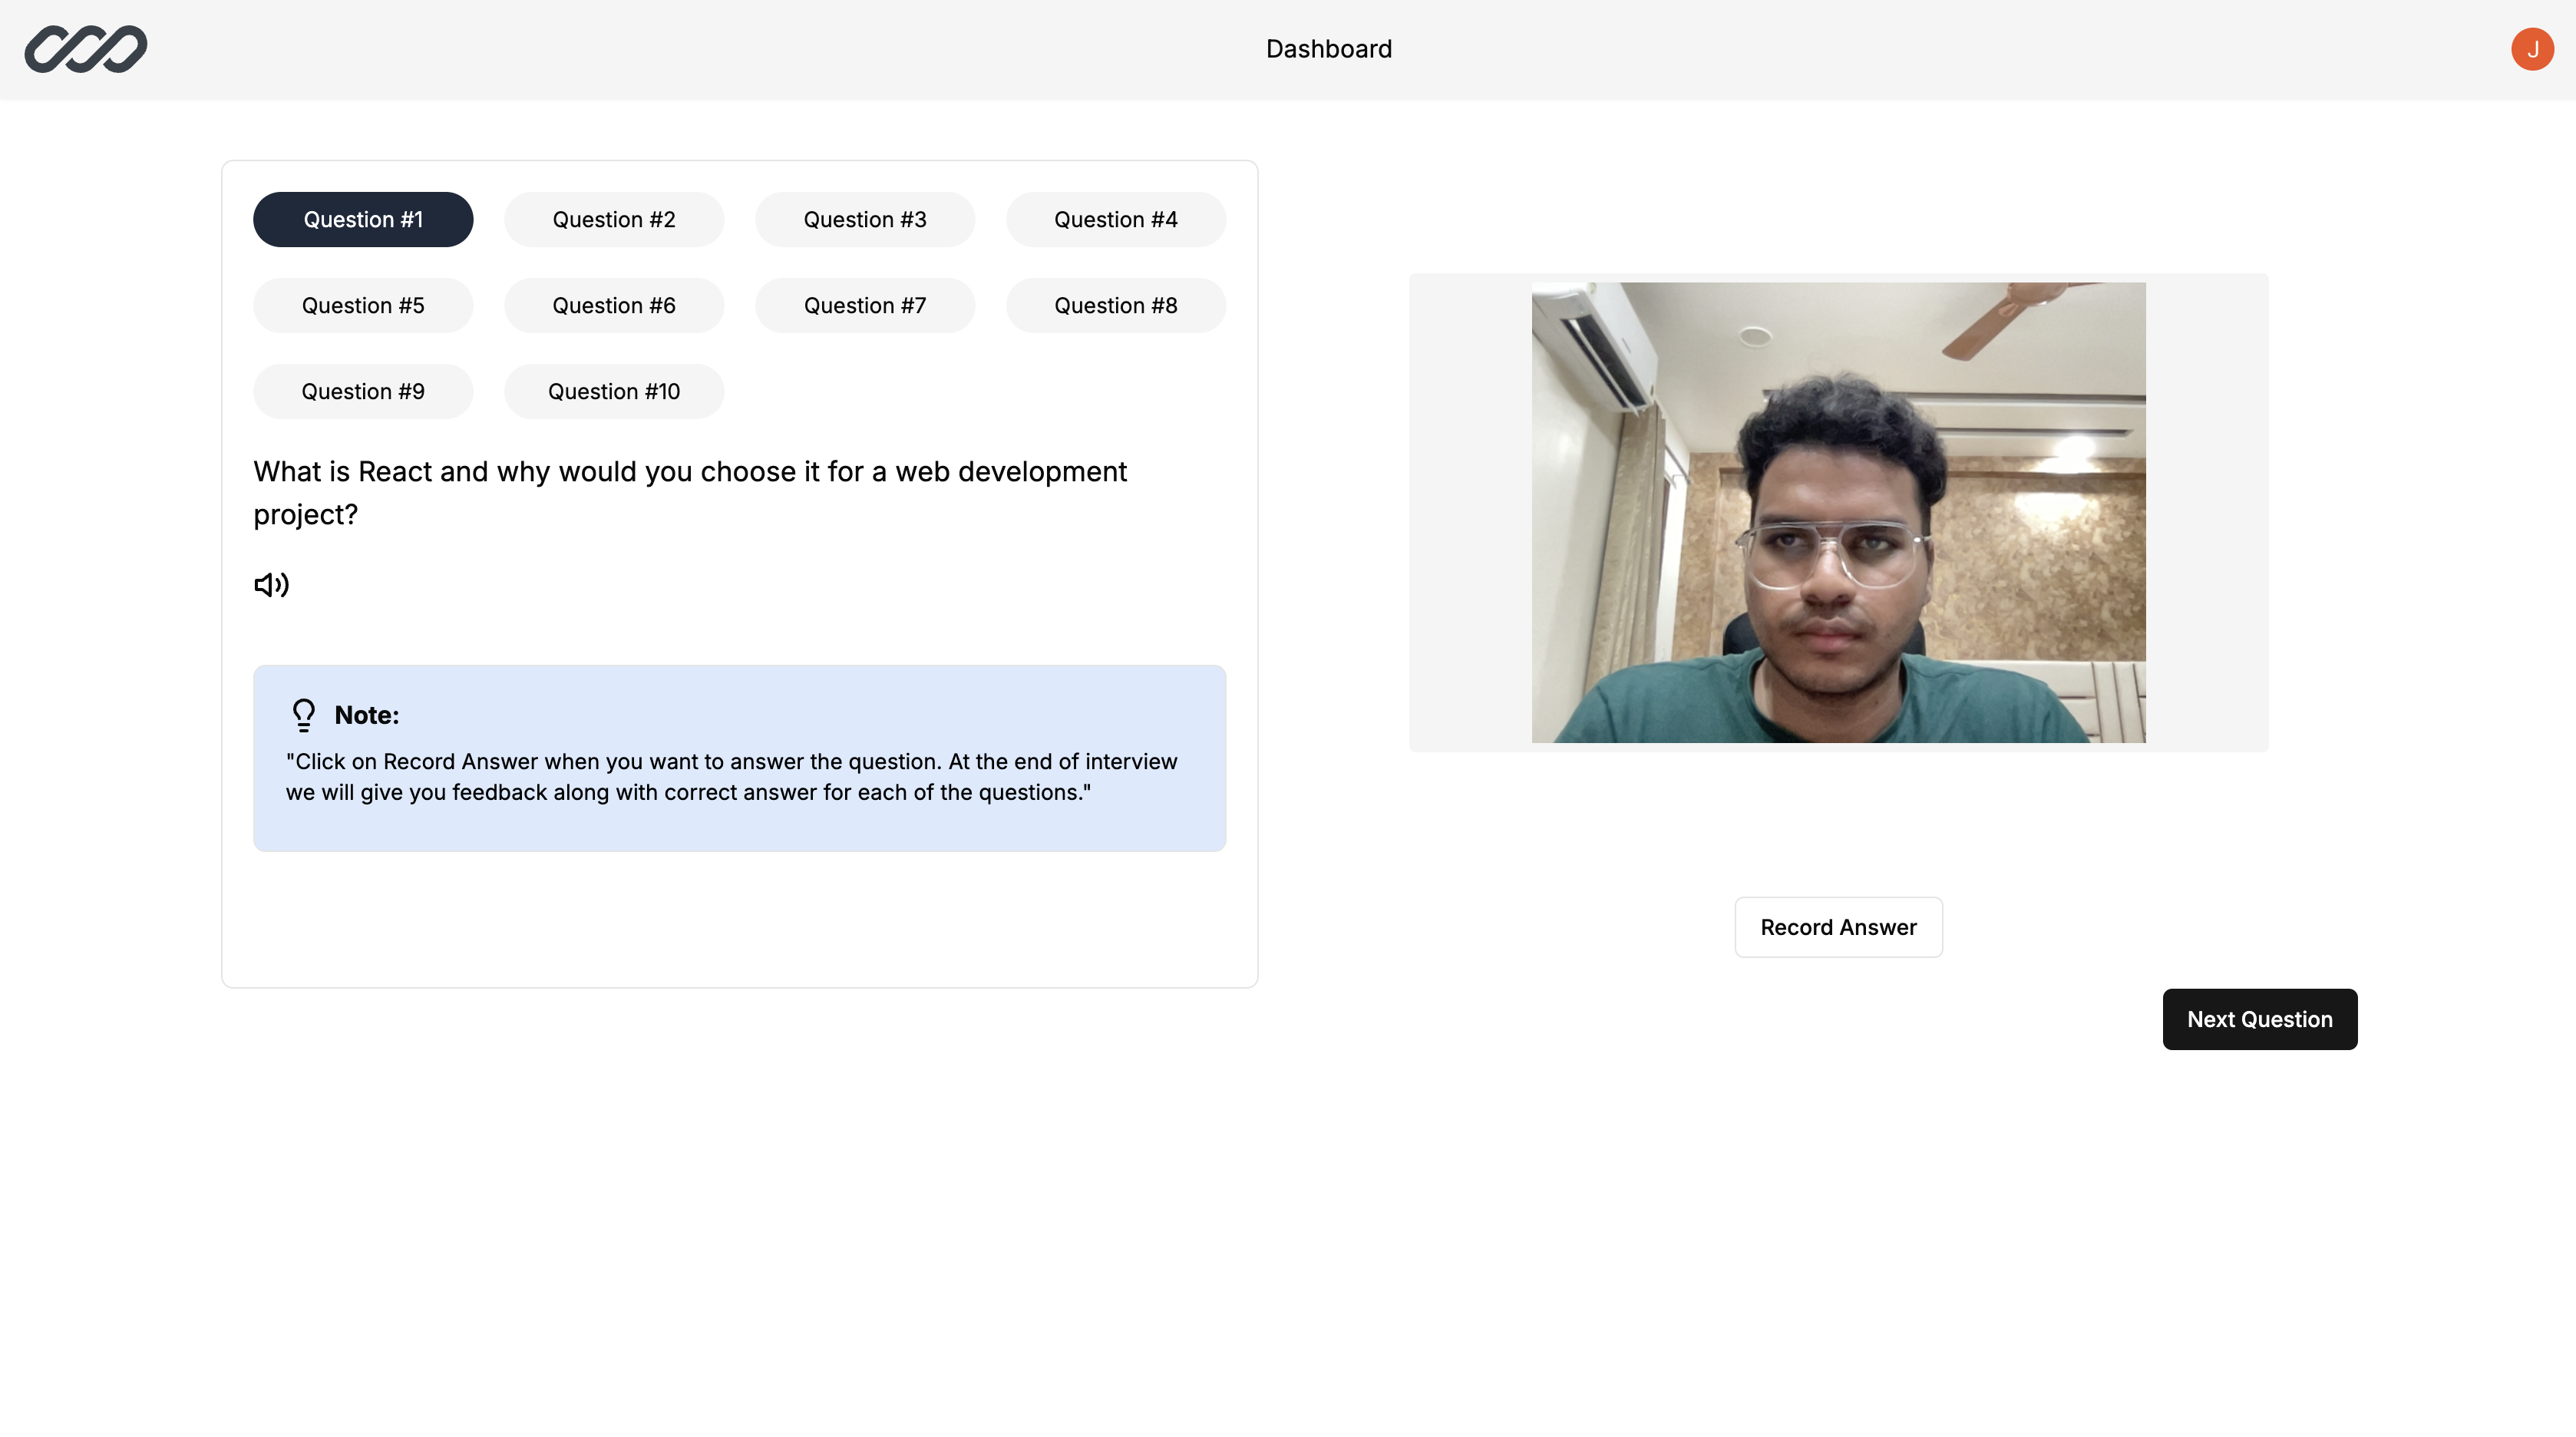 Dashboard
J
Question #1
Question #2
Question #3
Question #4
Question #5
Question #6
Question #7
Question #8
Question #9
Question #10
What is React and why would you choose it for a web development
project?
Note:
"Click on Record Answer when you want to answer the question. At the end of interview
we will give you feedback along with correct answer for each of the questions."
Record Answer
Next Question